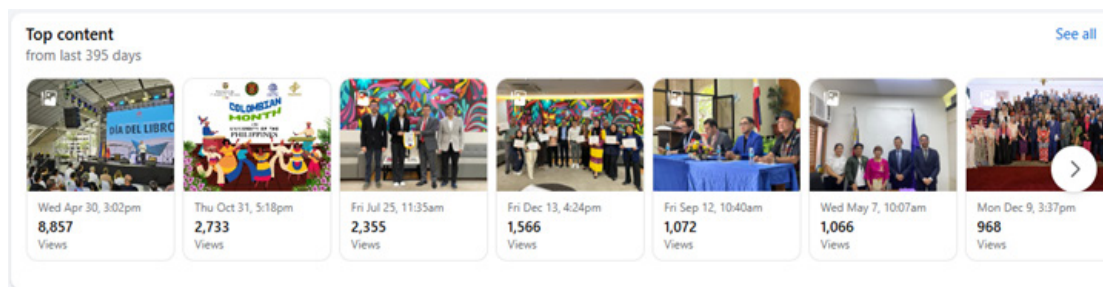 Top content
See all
from last 395 days
DÍA DEL LIBRO
COLOMBIAN
MONTH
UNIVERSITY OF THE
PHILIPPINES
Wed Apr 30, 3:02pm
8,857
Views
Thu Oct 31, 5:18pm
2,733
Views
Fri Jul 25, 11:35am
2,355
Views
Fri Dec 13, 4:24pm
1,566
Views
Fri Sep 12, 10:40am
1,072
Views
Wed May 7, 10:07am
1,066
Views
Mon Dec 9, 3:37pm
968
Views